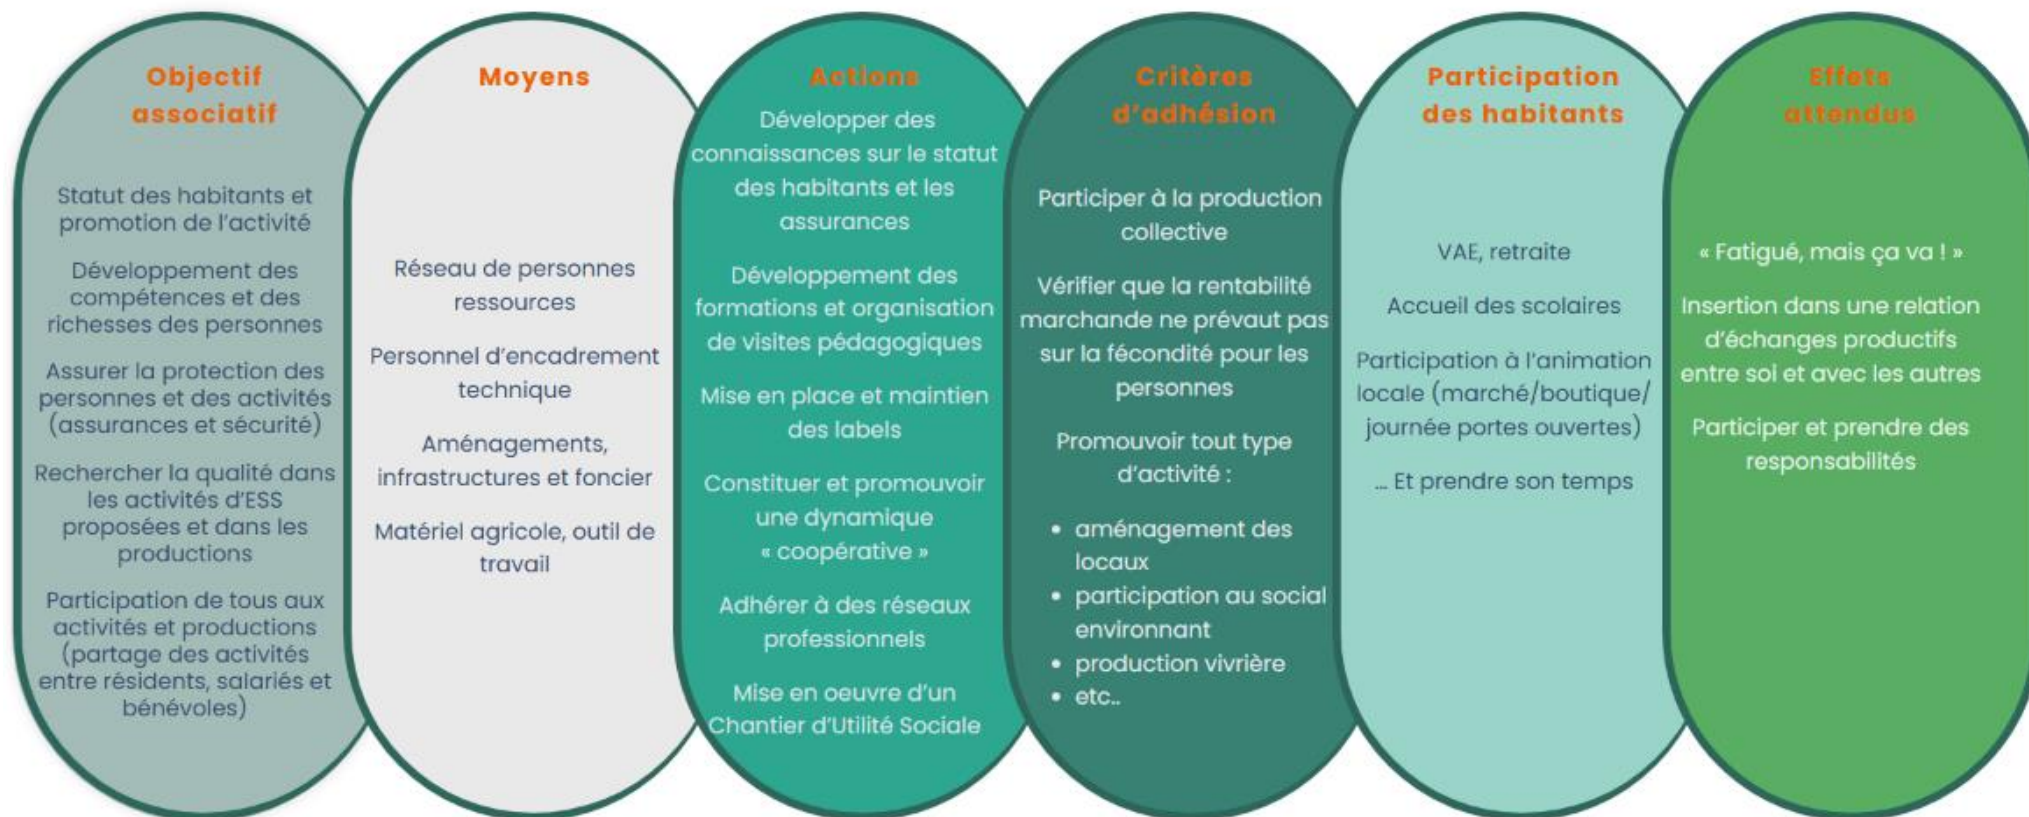 Objectif
associatif
Statut des habitants et
promotion de l'activité
Développement des
compétences et des
richesses des personnes
Assurer la protection des
personnes et des activités
(assurances et sécurité)
Rechercher la qualité dans
les activités d'ESS
proposées et dans les
productions
Participation de tous aux
activités et productions
(partage des activités
entre résidents, salariés et
bénévoles)
Moyens
Réseau de personnes
ressources
Personnel d'encadrement
technique
Aménagements,
infrastructures et foncier
Matériel agricole, outil de
travail
Actions
Développer des
connaissances sur le statut
des habitants et les
assurances
Développement des
formations et organisation
de visites pédagogiques
Mise en place et maintien
des labels
Constituer et promouvoir
une dynamique
« coopérative »
Adhérer à des réseaux
professionnels
Mise en oeuvre d'un
Chantier d'Utilité Sociale
Critères
d'adhésion
Participer à la production
collective
Vérifier que la rentabilité
marchande ne prévaut pas
sur la fécondité pour les
personnes
Promouvoir tout type
d'activité :
• aménagement des
locaux
• participation au social
environnant
• production vivrière
• etc..
Participation
des habitants
VAE, retraite
Accueil des scolaires
Participation à l'animation
locale (marché/boutique/
journée portes ouvertes)
... Et prendre son temps
Effets
attendus
« Fatigué, mais ça va ! »
Insertion dans une relation
d'échanges productifs
entre soi et avec les autres
Participer et prendre des
responsabilités